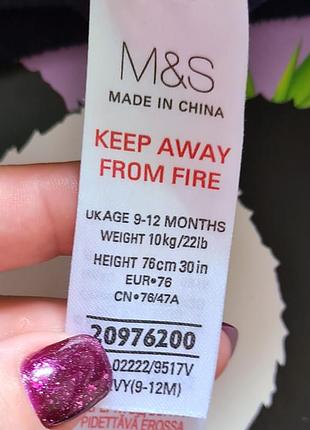 M&S
MADE IN CHINA
KEEP AWAY
FROM FIRE
UKAGE 9-12 MONTHS
WEIGHT 10kg/22lb
HEIGHT 76cm 30in
EUR•76
CN•76/47A
20976200
02222/9517V
VY(9-12M)
PIDETTÄVÄ EROSSA